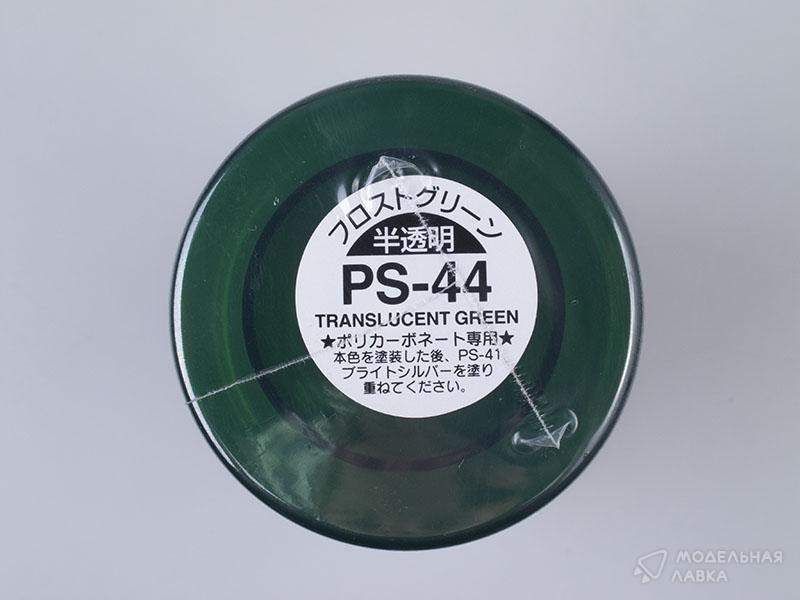 フロストグリーン
半透明
PS-44
TRANSLUCENT GREEN
★ポリカーボネート専用★
本色を塗装した後、PS-41
ブライトシルバーを塗り
重ねてください。
МОДЕЛЬНАЯ
ЛАВКА